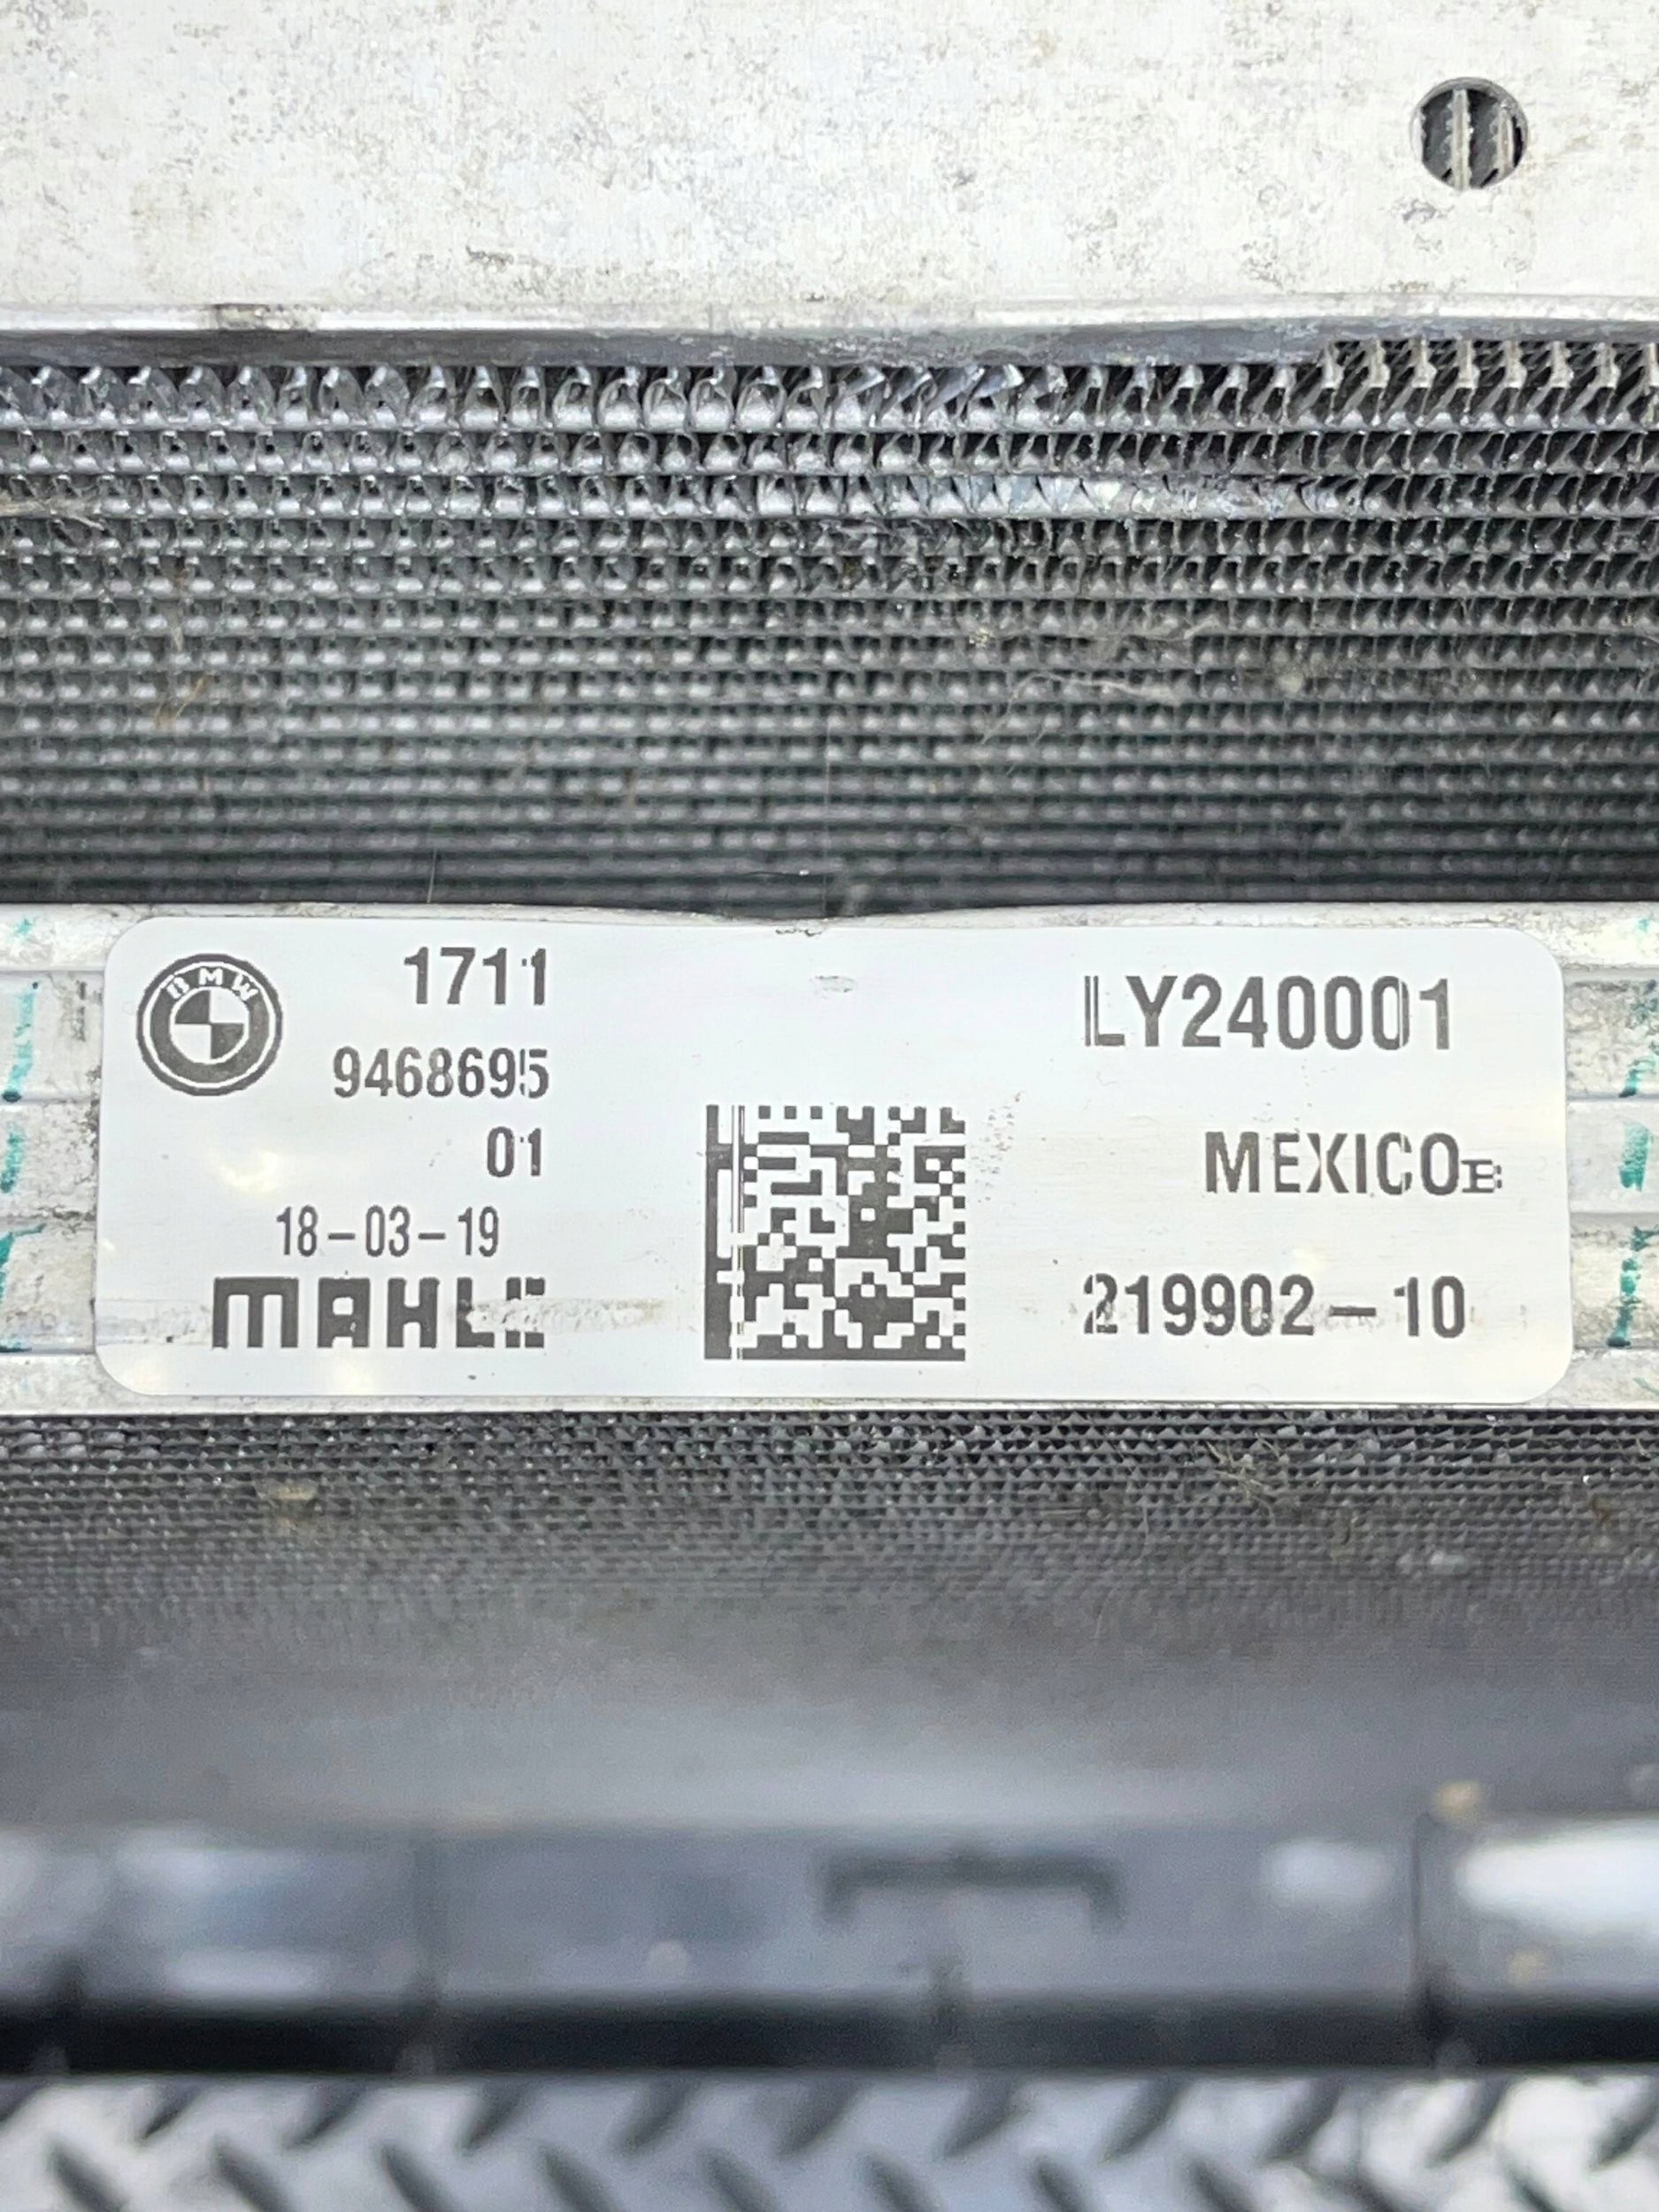 BMW
1711
9468695
01
18-03-19
MAHLE
LY240001
MEXICO B
219902-10